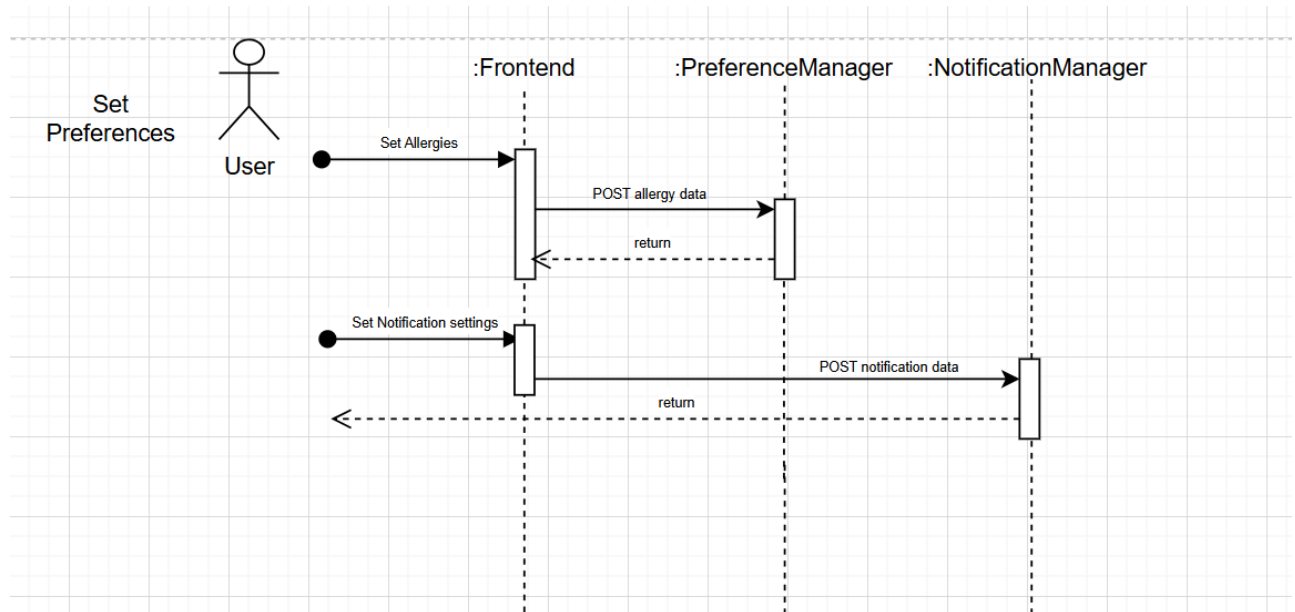 :Frontend
:PreferenceManager
:NotificationManager
Set
Preferences
User
Set Allergies
POST allergy data
return
Set Notification settings
POST notification data
return